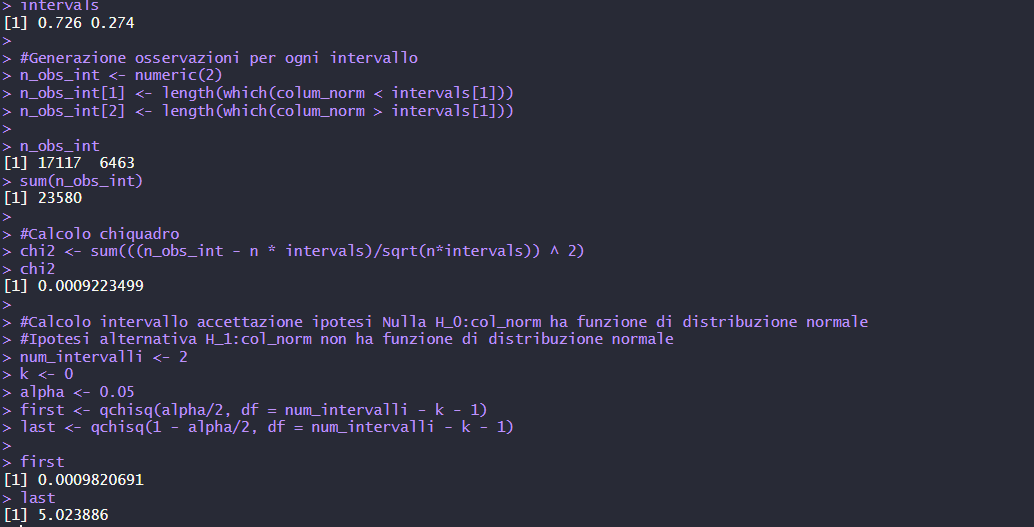 > intervals
[1] 0.726 0.274
>
> #Generazione osservazioni per ogni intervallo
> n_obs_int <- numeric(2)
> n_obs_int[1] <- length(which(colum_norm < intervals[1]))
> n_obs_int[2] <- length(which(colum_norm > intervals[1]))
>
> n_obs_int
[1] 17117  6463
> sum(n_obs_int)
[1] 23580
>
> #Calcolo chiquadro
> chi2 <- sum(((n_obs_int - n * intervals)/sqrt(n*intervals)) ^ 2)
> chi2
[1] 0.0009223499
>
> #Calcolo intervallo accettazione ipotesi Nulla H_0:col_norm ha funzione di distribuzione normale
> #Ipotesi alternativa H_1:col_norm non ha funzione di distribuzione normale
> num_intervalli <- 2
> k <- 0
> alpha <- 0.05
> first <- qchisq(alpha/2, df = num_intervalli - k - 1)
> last <- qchisq(1 - alpha/2, df = num_intervalli - k - 1)
>
> first
[1] 0.0009820691
> last
[1] 5.023886